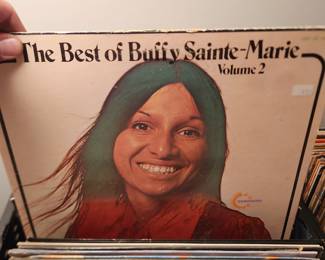 The Best of Buffy Sainte-Marie
Volume 2